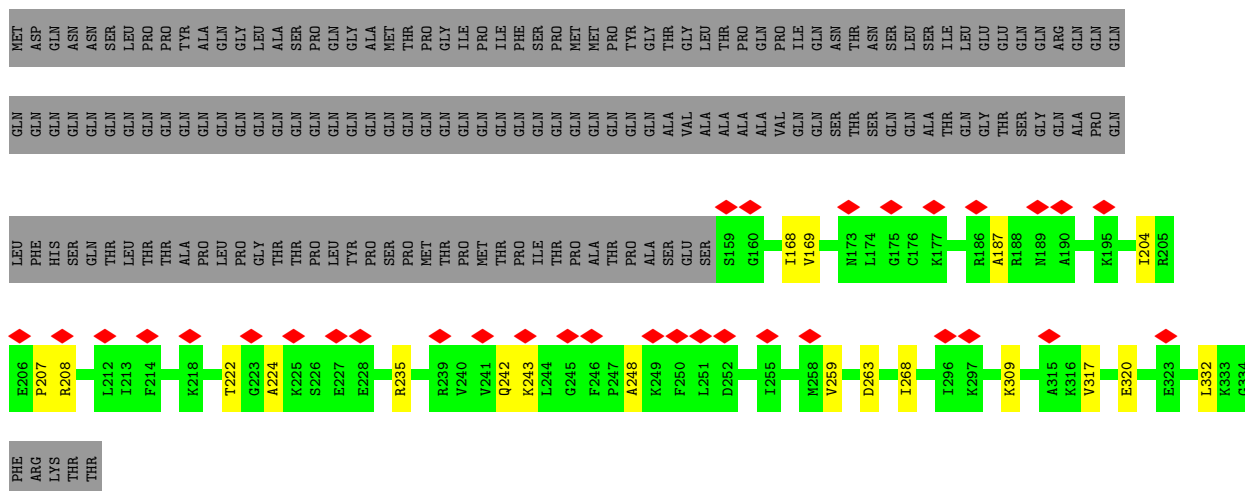 MET ASP GLN ASN ASN SER LEU PRO PRO TYR ALA GLN GLY LEU ALA SER PRO GLN GLY ALA MET THR PRO GLY ILE PRO ILE PHE SER PRO MET MET PRO TYR GLY THR GLY LEU THR PRO GLN PRO ILE GLN ASN THR ASN SER LEU SER ILE LEU GLU GLU GLN GLN ARG GLN GLN GLN
GLN GLN GLN GLN GLN GLN GLN GLN GLN GLN GLN GLN GLN GLN GLN GLN GLN GLN GLN GLN GLN GLN GLN GLN GLN GLN GLN GLN GLN GLN GLN GLN GLN GLN GLN ALA VAL ALA ALA ALA ALA VAL GLN GLN SER THR SER GLN GLN ALA THR GLN GLY THR SER GLY GLN ALA PRO GLN
LEU PHE HIS SER GLN THR LEU THR THR ALA PRO LEU PRO GLY THR THR PRO LEU TYR PRO SER PRO MET THR PRO MET THR PRO ILE THR PRO ALA THR PRO ALA SER GLU SER S159 G160 I168 V169 N173 L174 G175 C176 K177 R186 A187 R188 N189 A190 K195 I204 R205
E206 P207 R208 L212 I213 F214 K218 T222 G223 A224 K225 S226 E227 E228 R235 R239 V240 V241 Q242 K243 L244 G245 F246 P247 A248 K249 F250 L251 D252 I255 M258 V259 D263 I268 I296 K297 K309 A315 K316 V317 E320 E323 L332 K333 G334
PHE ARG LYS THR THR